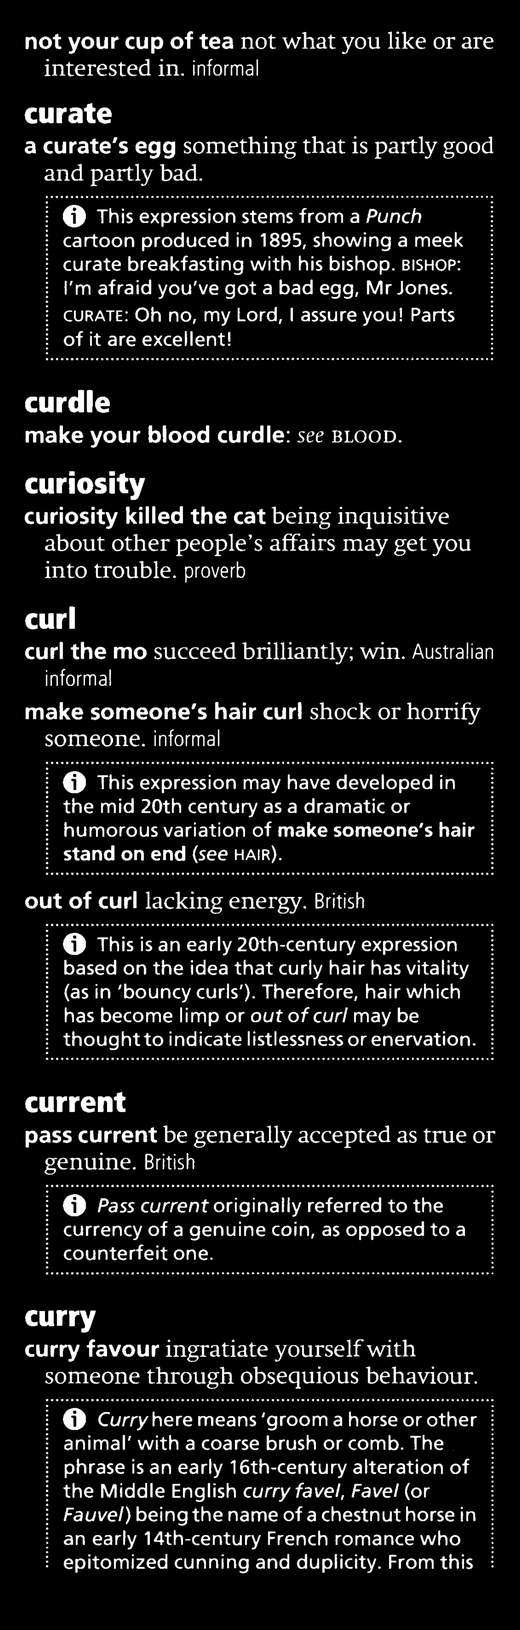 not your cup of tea not what you like or are
interested in. informal
curate
a curate's egg something that is partly good
and partly bad.
i This expression stems from a Punch
cartoon produced in 1895, showing a meek
curate breakfasting with his bishop. BISHOP:
I'm afraid you've got a bad egg, Mr Jones.
CURATE: Oh no, my Lord, I assure you! Parts
of it are excellent!
curdle
make your blood curdle: see BLOOD.
curiosity
curiosity killed the cat being inquisitive
about other people's affairs may get you
into trouble. proverb
curl
curl the mo succeed brilliantly; win. Australian
informal
make someone's hair curl shock or horrify
someone. informal
i This expression may have developed in
the mid 20th century as a dramatic or
humorous variation of make someone's hair
stand on end (see HAIR).
out of curl lacking energy. British
i This is an early 20th-century expression
based on the idea that curly hair has vitality
(as in 'bouncy curls'). Therefore, hair which
has become limp or out of curl may be
thought to indicate listlessness or enervation.
current
pass current be generally accepted as true or
genuine. British
i Pass current originally referred to the
currency of a genuine coin, as opposed to a
counterfeit one.
curry
curry favour ingratiate yourself with
someone through obsequious behaviour.
i Curry here means 'groom a horse or other
animal' with a coarse brush or comb. The
phrase is an early 16th-century alteration of
the Middle English curry favel, Favel (or
Fauvel) being the name of a chestnut horse in
an early 14th-century French romance who
epitomized cunning and duplicity. From this